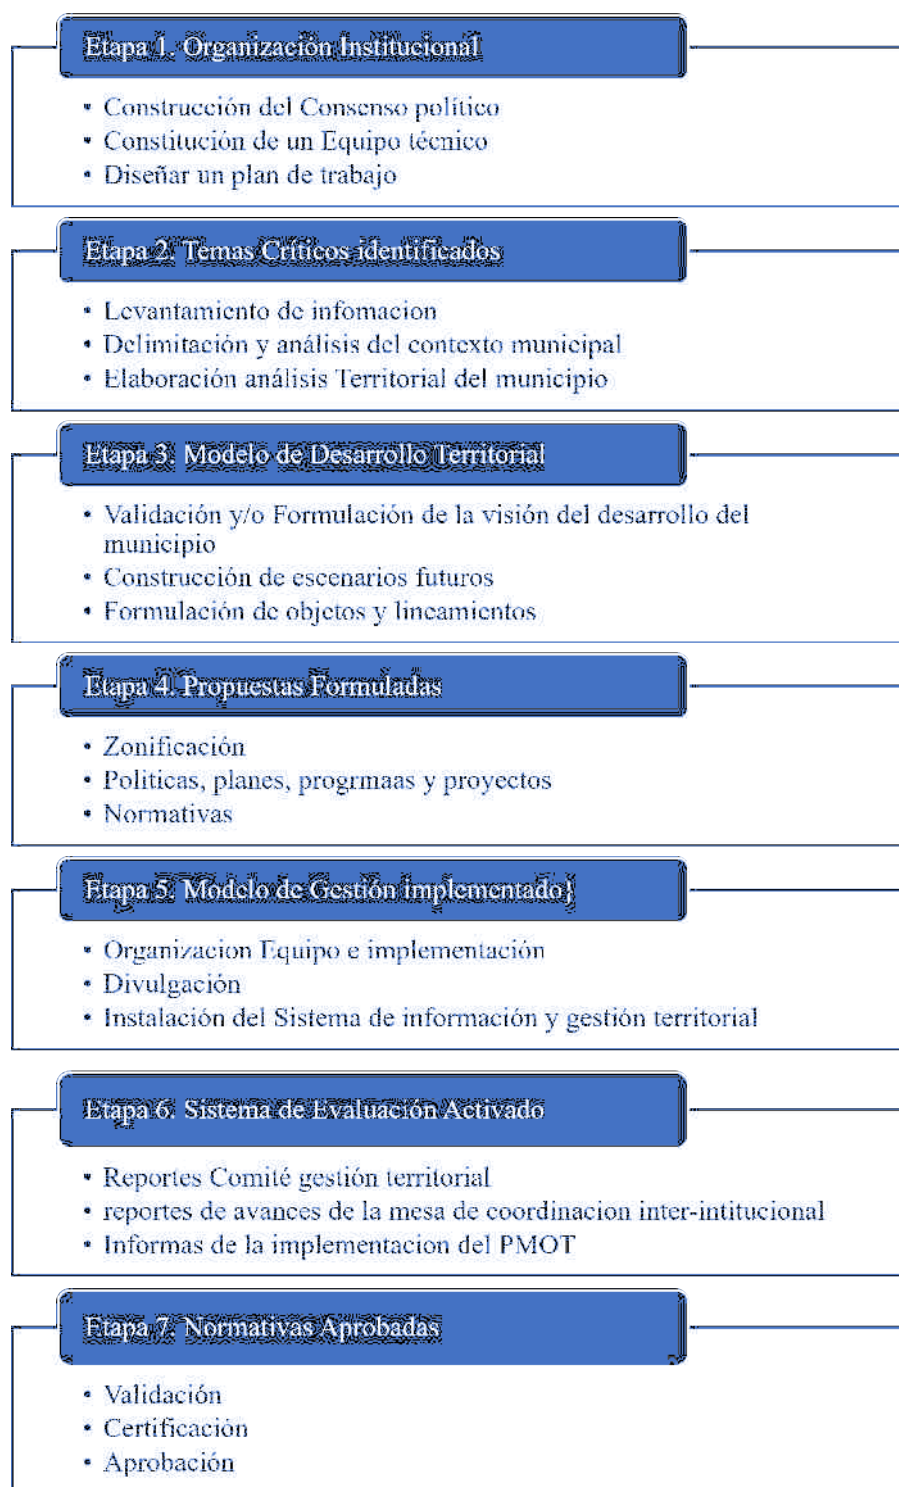 Etapa 1. Organización Institucional
• Construcción del Consenso político
• Constitución de un Equipo técnico
• Diseñar un plan de trabajo
Etapa 2. Temas Críticos identificados
• Levantamiento de infomacion
• Delimitación y análisis del contexto municipal
• Elaboración análisis Territorial del municipio
Etapa 3. Modelo de Desarrollo Territorial
• Validación y/o Formulación de la visión del desarrollo del
municipio
• Construcción de escenarios futuros
• Formulación de objetos y lineamientos
Etapa 4. Propuestas Formuladas
• Zonificación
• Politicas, planes, progrmaas y proyectos
• Normativas
Etapa 5. Modelo de Gestión implementado}
• Organizacion Equipo e implementación
• Divulgación
• Instalación del Sistema de información y gestión territorial
Etapa 6. Sistema de Evaluación Activado
• Reportes Comité gestión territorial
• reportes de avances de la mesa de coordinacion inter-intitucional
• Informas de la implementacion del PMOT
Etapa 7. Normativas Aprobadas
• Validación
• Certificación
• Aprobación